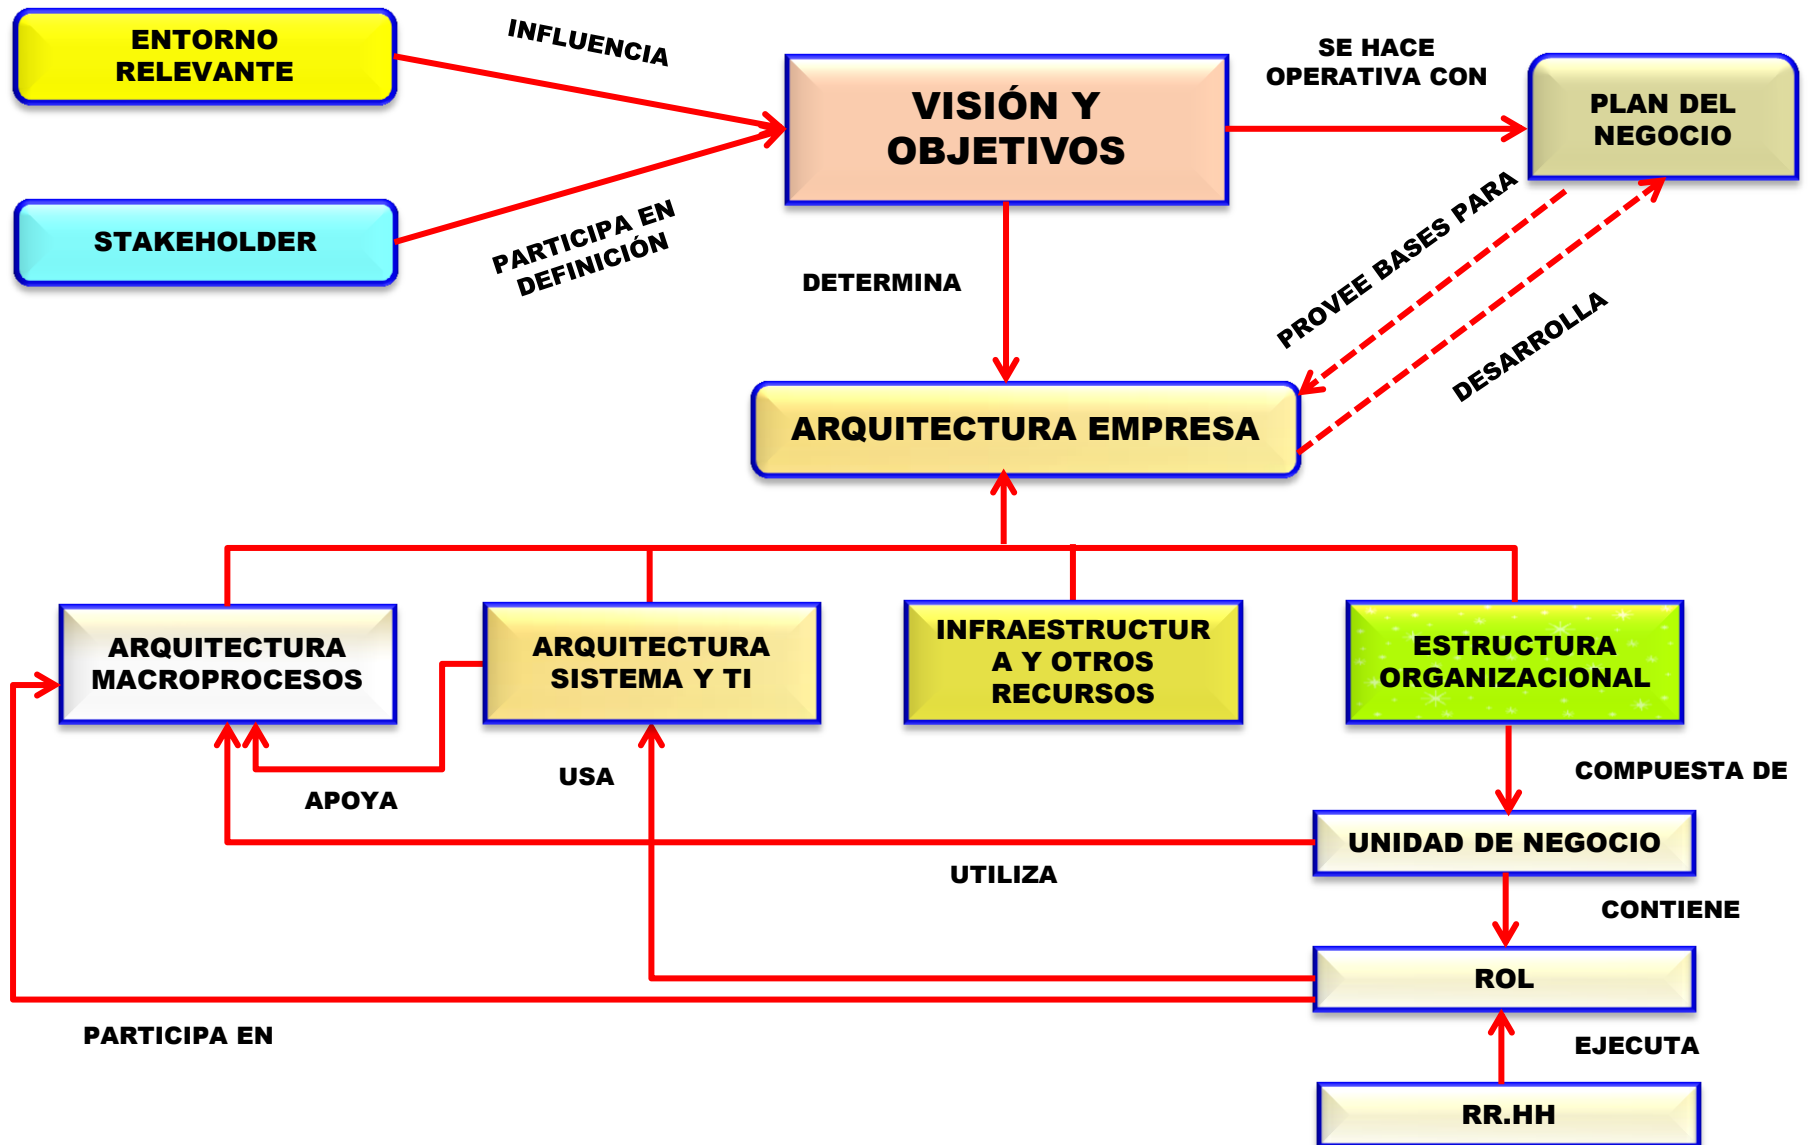 ENTORNO
RELEVANTE
INFLUENCIA
VISIÓN Y
OBJETIVOS
SE HACE
OPERATIVA CON
PLAN DEL
NEGOCIO
STAKEHOLDER
PARTICIPA EN
DEFINICIÓN
DETERMINA
PROVEE BASES PARA
DESARROLLA
ARQUITECTURA EMPRESA
ARQUITECTURA
MACROPROCESOS
ARQUITECTURA
SISTEMA Y TI
INFRAESTRUCTUR
A Y OTROS
RECURSOS
ESTRUCTURA
ORGANIZACIONAL
APOYA
USA
COMPUESTA DE
UNIDAD DE NEGOCIO
UTILIZA
CONTIENE
ROL
PARTICIPA EN
EJECUTA
RR.HH